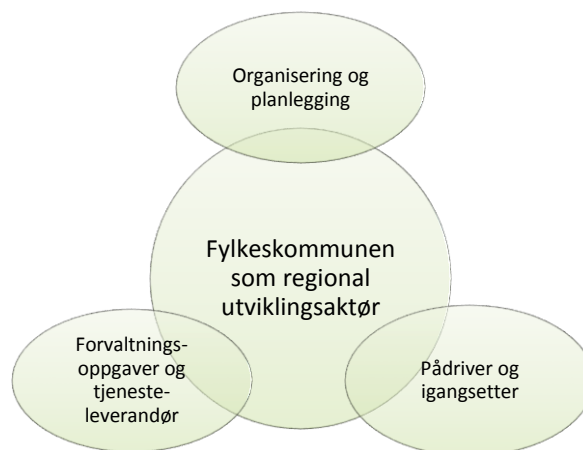 Organisering og
planlegging
Fylkeskommunen
som regional
utviklingsaktør
Forvaltnings-
oppgaver og
tjeneste-
leverandør
Pådriver og
igangsetter